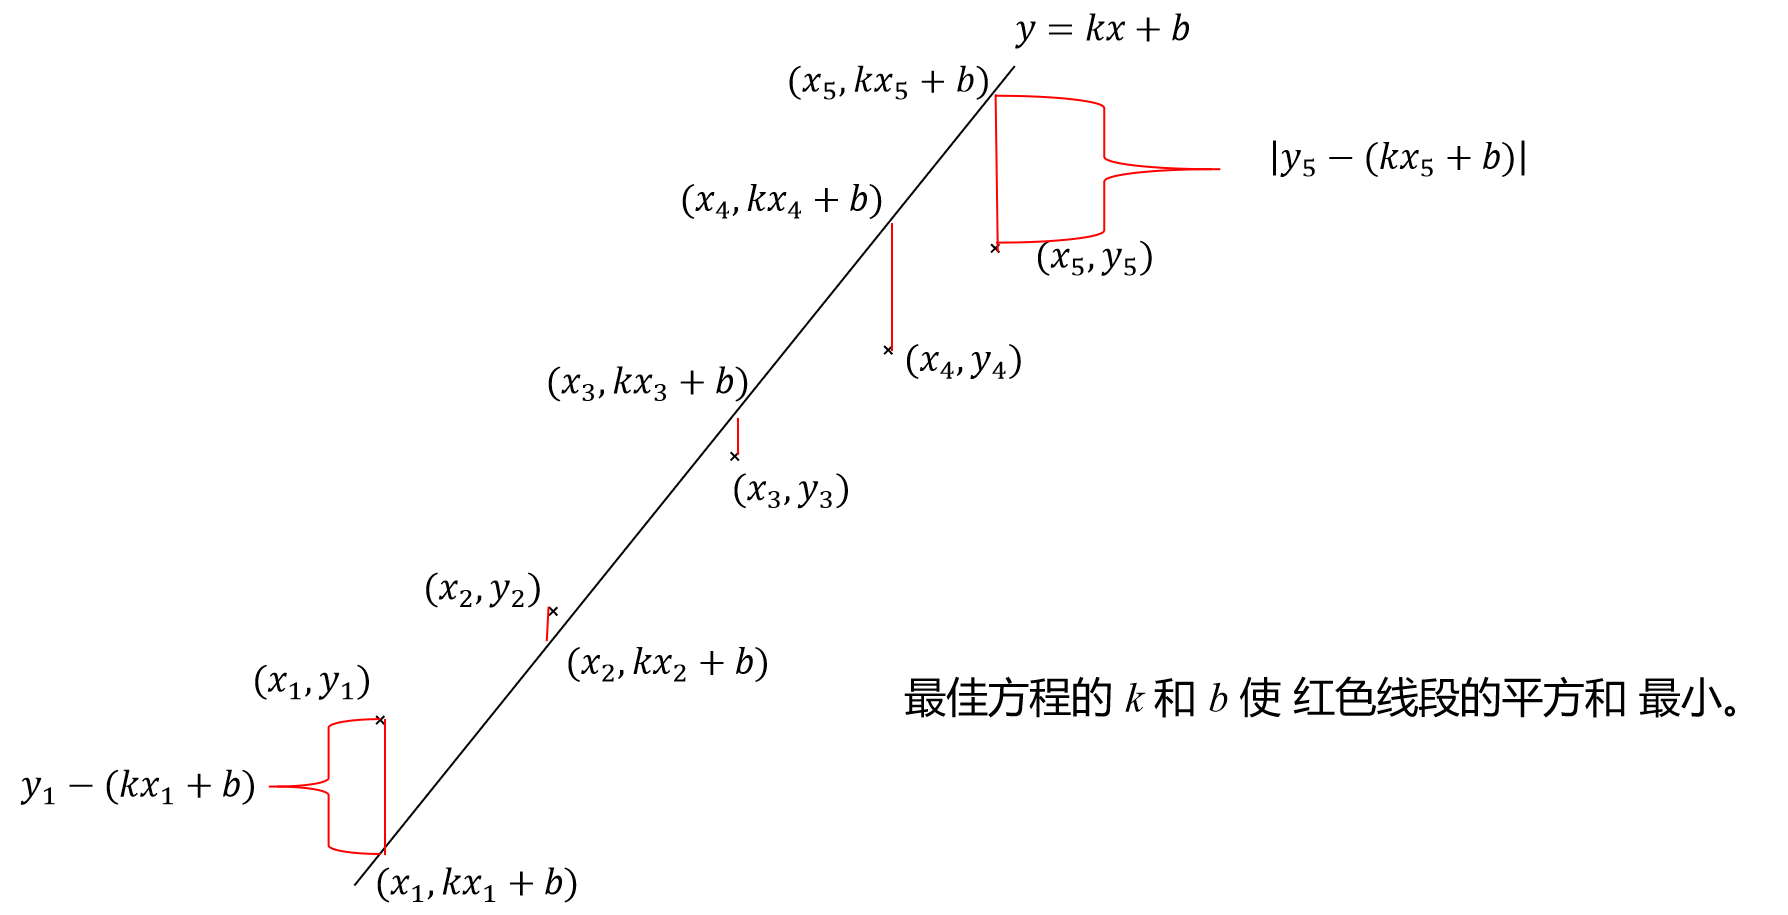 y = kx + b
(x₅, kx₅ + b)
|y₅ − (kx₅ + b)|
(x₄, kx₄ + b)
(x₅, y₅)
(x₄, y₄)
(x₃, kx₃ + b)
(x₃, y₃)
(x₂, y₂)
(x₂, kx₂ + b)
(x₁, y₁)
最佳方程的 k 和 b 使 红色线段的平方和 最小。
y₁ − (kx₁ + b)
(x₁, kx₁ + b)